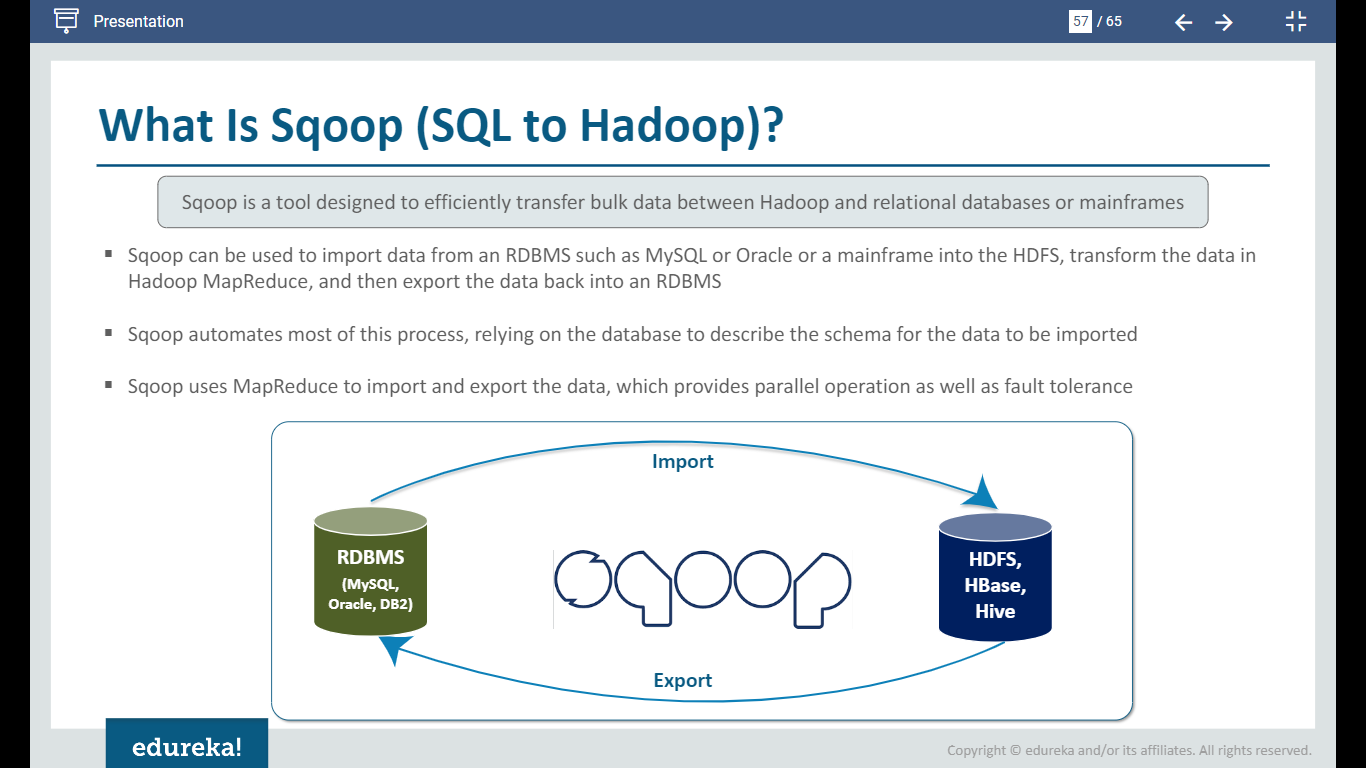 Presentation
57 / 65
What Is Sqoop (SQL to Hadoop)?
Sqoop is a tool designed to efficiently transfer bulk data between Hadoop and relational databases or mainframes
▪ Sqoop can be used to import data from an RDBMS such as MySQL or Oracle or a mainframe into the HDFS, transform the data in
Hadoop MapReduce, and then export the data back into an RDBMS
▪ Sqoop automates most of this process, relying on the database to describe the schema for the data to be imported
▪ Sqoop uses MapReduce to import and export the data, which provides parallel operation as well as fault tolerance
Import
RDBMS
(MySQL,
Oracle, DB2)
sqoop
HDFS,
HBase,
Hive
Export
edureka!
Copyright © edureka and/or its affiliates. All rights reserved.